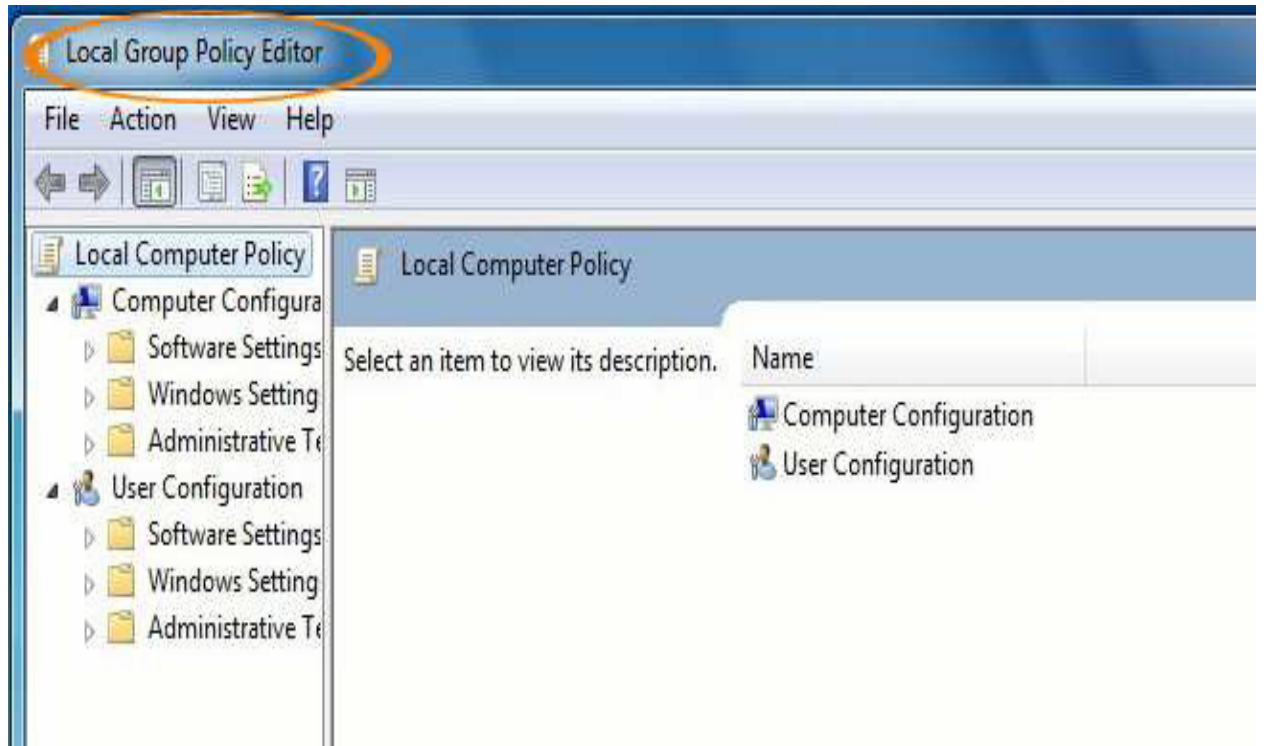 Local Group Policy Editor
File Action View Help
?
Local Computer Policy
Computer Configura
Software Settings
Windows Setting
Administrative Te
User Configuration
Software Settings
Windows Setting
Administrative Te
Local Computer Policy
Select an item to view its description.
Name
Computer Configuration
User Configuration